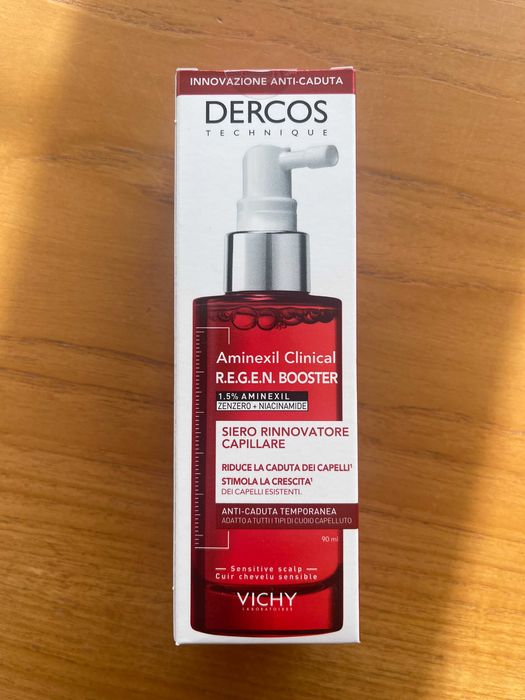 INNOVAZIONE ANTI-CADUTA
DERCOS
TECHNIQUE
Aminexil Clinical
R.E.G.E.N. BOOSTER
1.5% AMINEXIL
ZENZERO + NIACINAMIDE
SIERO RINNOVATORE
CAPILLARE
RIDUCE LA CADUTA DEI CAPELLI¹
STIMOLA LA CRESCITA¹
DEI CAPELLI ESISTENTI.
ANTI-CADUTA TEMPORANEA
ADATTO A TUTTI I TIPI DI CUOIO CAPELLUTO
90 ml
Sensitive scalp
Cuir chevelu sensible
VICHY
LABORATOIRES